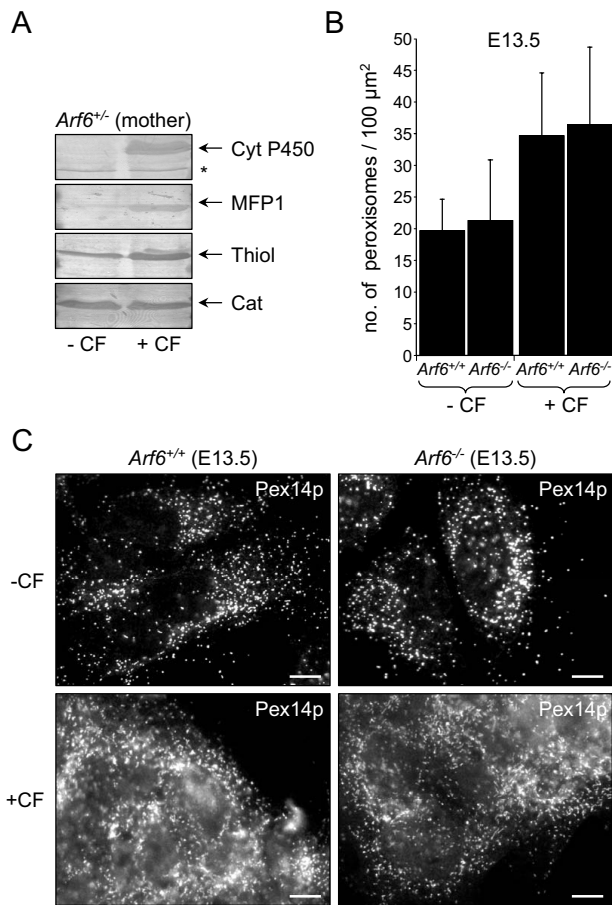 A
Arf6+/- (mother)
Cyt P450
*
MFP1
Thiol
Cat
- CF + CF
B
E13.5
no. of peroxisomes / 100 µm²
50
45
40
35
30
25
20
15
10
5
0
Arf6+/+ Arf6-/- Arf6+/+ Arf6-/-
- CF + CF
C
Arf6+/+ (E13.5) Arf6-/- (E13.5)
-CF
Pex14p Pex14p
+CF
Pex14p Pex14p